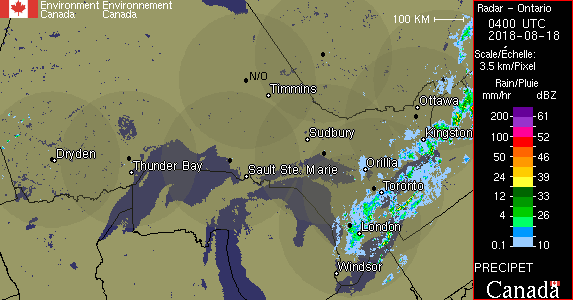 Environment Environnement
Canada Canada
100 KM
N/O
Timmins
Ottawa
Sudbury
Kingston
Dryden
Thunder Bay
Sault Ste. Marie
Orillia
Toronto
London
Windsor
Radar - Ontario
0400 UTC
2018-08-18
Scale/Échelle:
3.5 km/Pixel
Rain/Pluie
mm/hr dBZ
200 61
100 52
50 46
24 39
12 33
4 26
0.1 10
PRECIPET
Canada